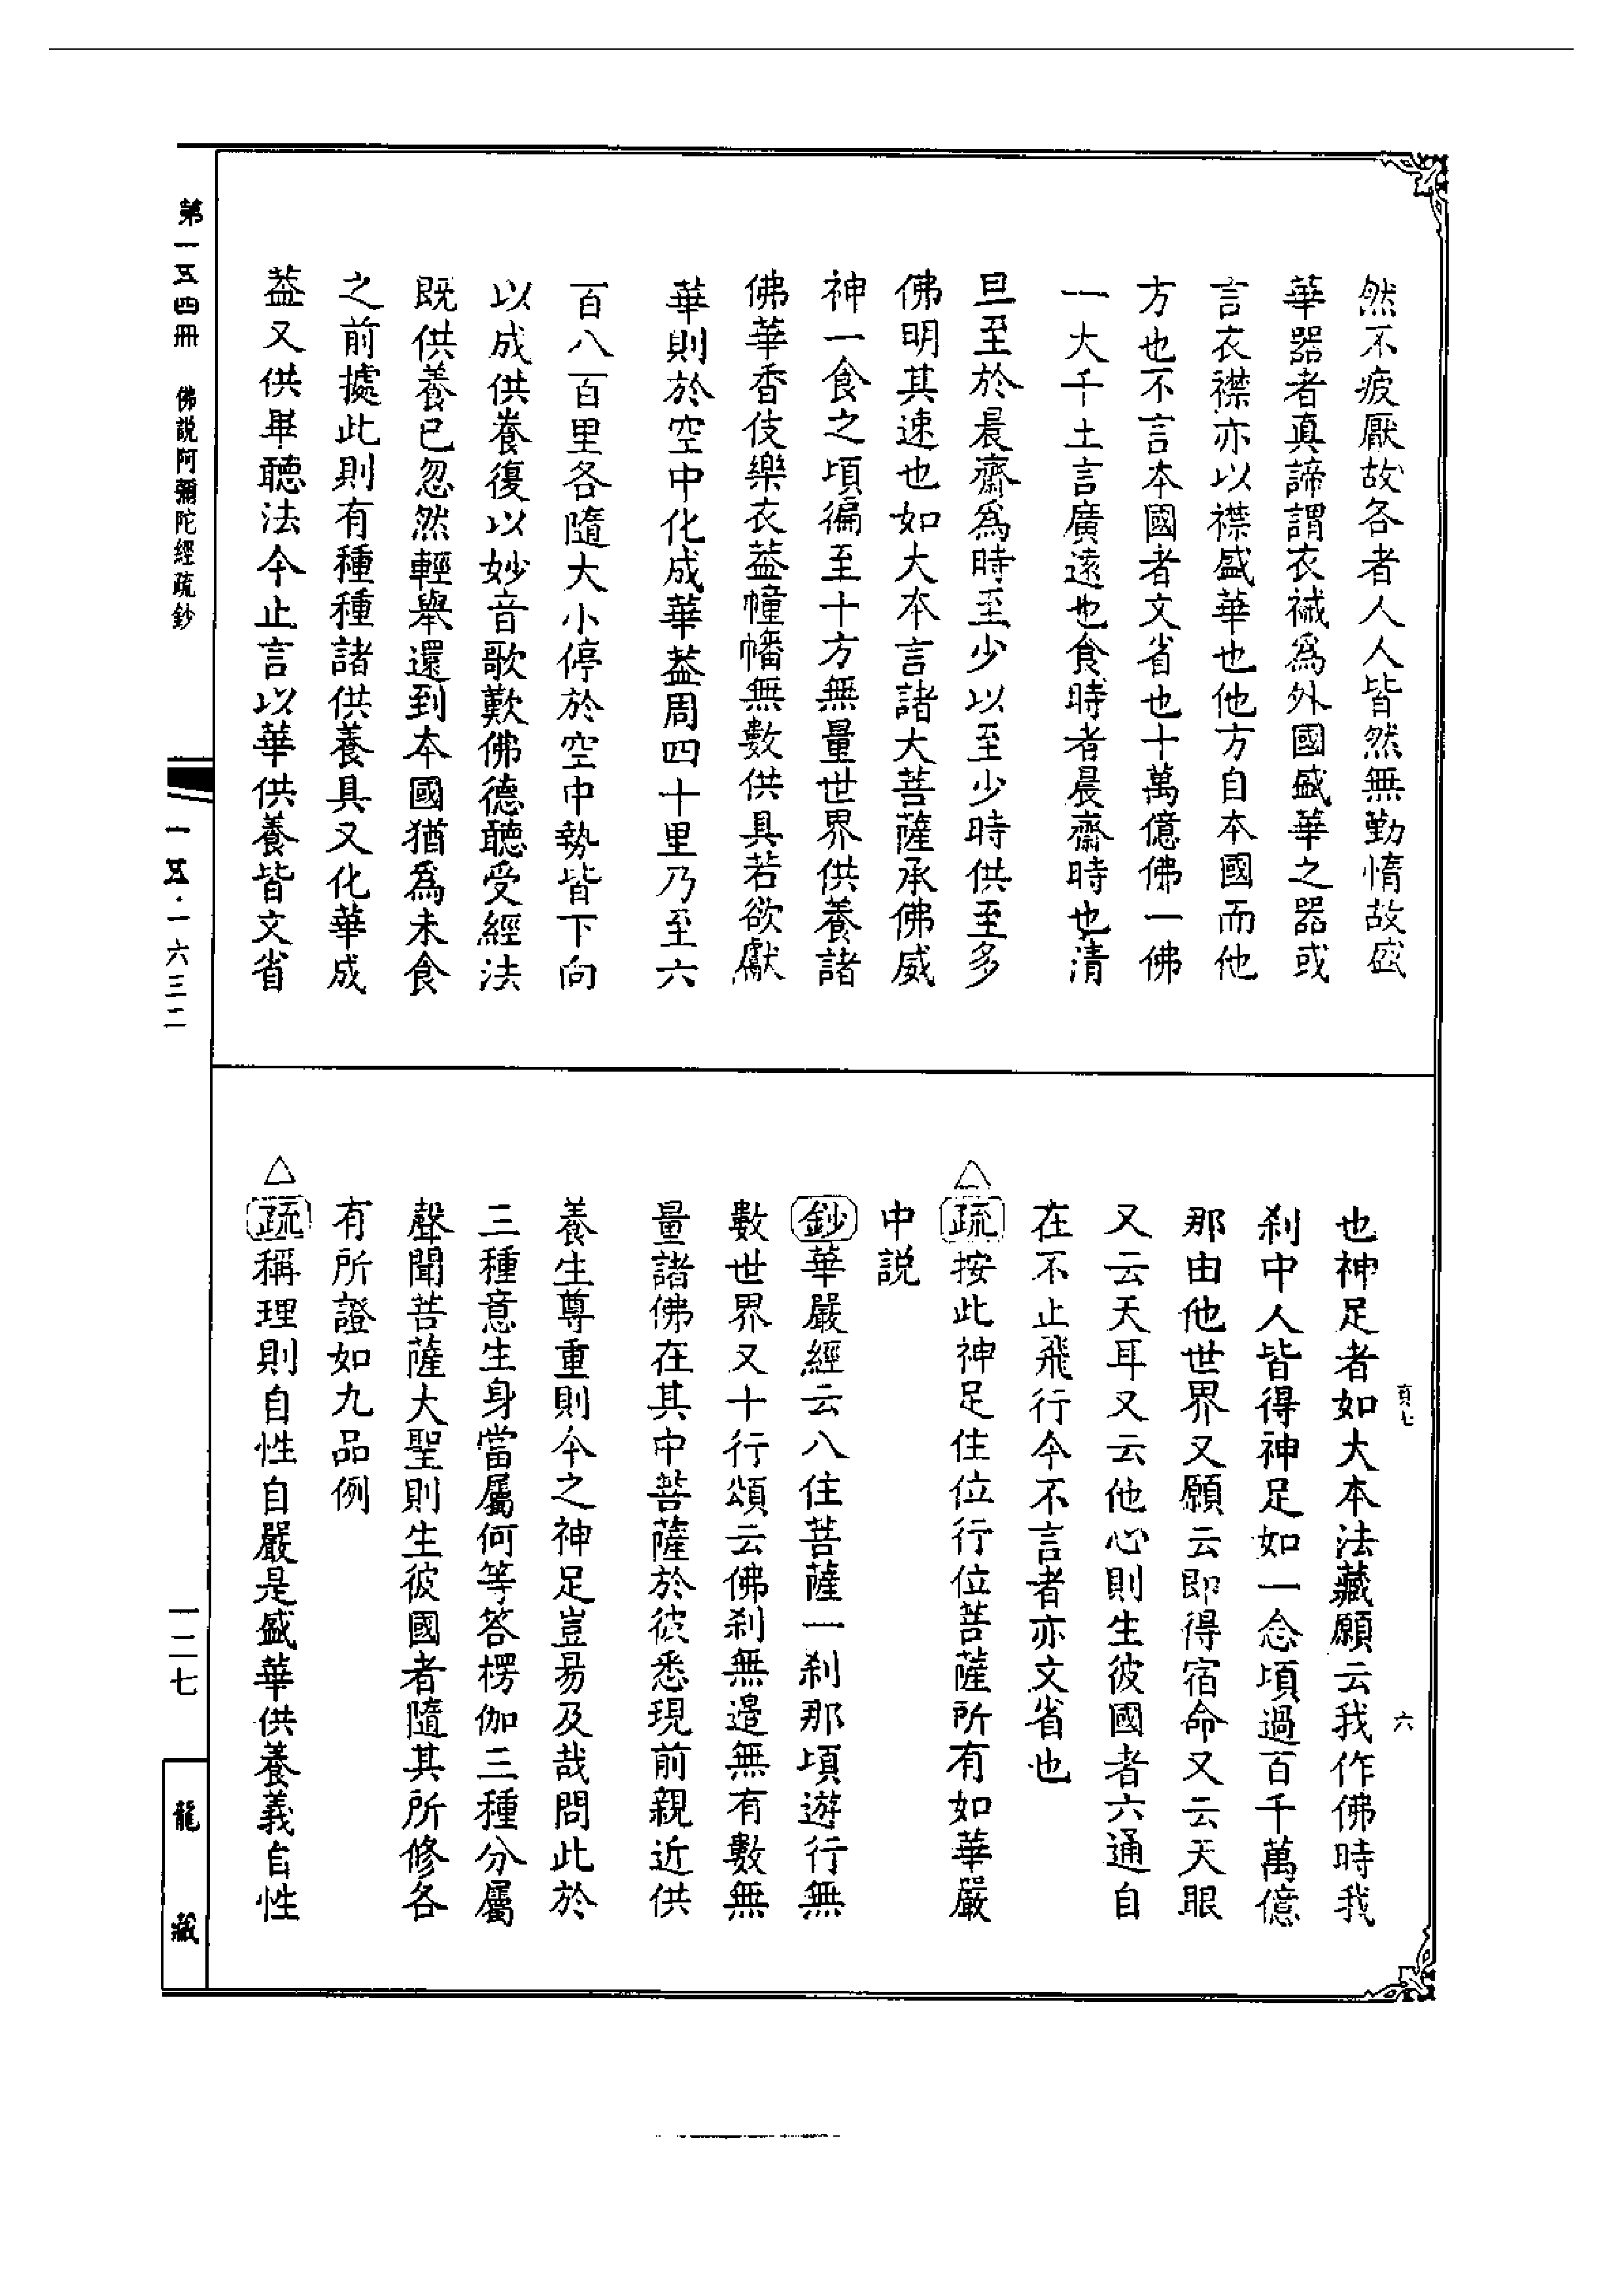 然不疲厭故各者人人皆然無勤惰故盛
華器者真諦謂衣裓爲外國盛華之器或
言衣襟亦以襟盛華也他方自本國而他
方也不言本國者文省也十萬億佛一佛
一大千土言廣遠也食時者晨齋時也清
旦至於晨齋爲時至少以至少時供至多
佛明其速也如大本言諸大菩薩承佛威
神一食之頃徧至十方無量世界供養諸
佛華香伎樂衣葢幢幡無數供具若欲獻
華則於空中化成華葢周四十里乃至六
百八百里各隨大小停於空中勢皆下向
以成供養復以妙音歌歎佛德聽受經法
既供養已忽然輕舉還到本國猶爲未食
之前據此則有種種諸供養具又化華成
葢又供畢聽法今止言以華供養皆文省
也神足者如大本法藏願云我作佛時我
刹中人皆得神足如一念頃過百千萬億
那由他世界又願云即得宿命又云天眼
又云天耳又云他心則生彼國者六通自
在不止飛行今不言者亦文省也
△疏按此神足住位行位菩薩所有如華嚴
中説
鈔華嚴經云八住菩薩一刹那頃遊行無
數世界又十行頌云佛刹無邊無有數無
量諸佛在其中菩薩於彼悉現前親近供
養生尊重則今之神足豈易及哉問此於
三種意生身當屬何等答楞伽三種分屬
聲聞菩薩大聖則生彼國者隨其所修各
有所證如九品例
△疏稱理則自性自嚴是盛華供養義自性
頁七
六
第一五四冊 佛説阿彌陀經疏鈔
一五·一六三二
一二七
龍藏